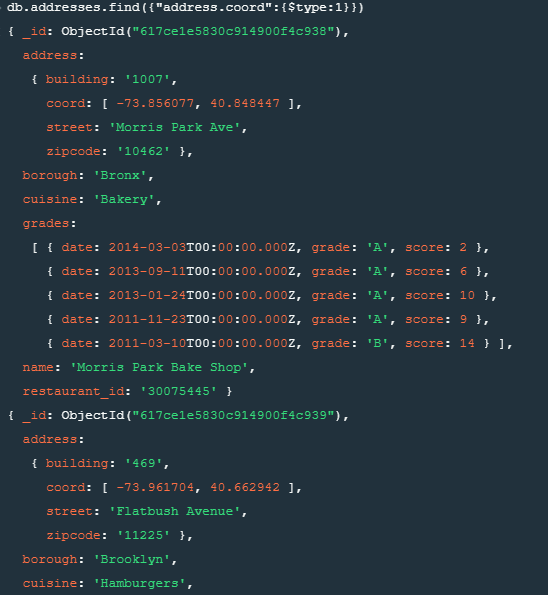 db.addresses.find({"address.coord":{$type:1}})
{ _id: ObjectId("617ce1e5830c914900f4c938"),
address:
{ building: '1007',
coord: [ -73.856077, 40.848447 ],
street: 'Morris Park Ave',
zipcode: '10462' },
borough: 'Bronx',
cuisine: 'Bakery',
grades:
[ { date: 2014-03-03T00:00:00.000Z, grade: 'A', score: 2 },
{ date: 2013-09-11T00:00:00.000Z, grade: 'A', score: 6 },
{ date: 2013-01-24T00:00:00.000Z, grade: 'A', score: 10 },
{ date: 2011-11-23T00:00:00.000Z, grade: 'A', score: 9 },
{ date: 2011-03-10T00:00:00.000Z, grade: 'B', score: 14 } ],
name: 'Morris Park Bake Shop',
restaurant_id: '30075445' }
{ _id: ObjectId("617ce1e5830c914900f4c939"),
address:
{ building: '469',
coord: [ -73.961704, 40.662942 ],
street: 'Flatbush Avenue',
zipcode: '11225' },
borough: 'Brooklyn',
cuisine: 'Hamburgers',